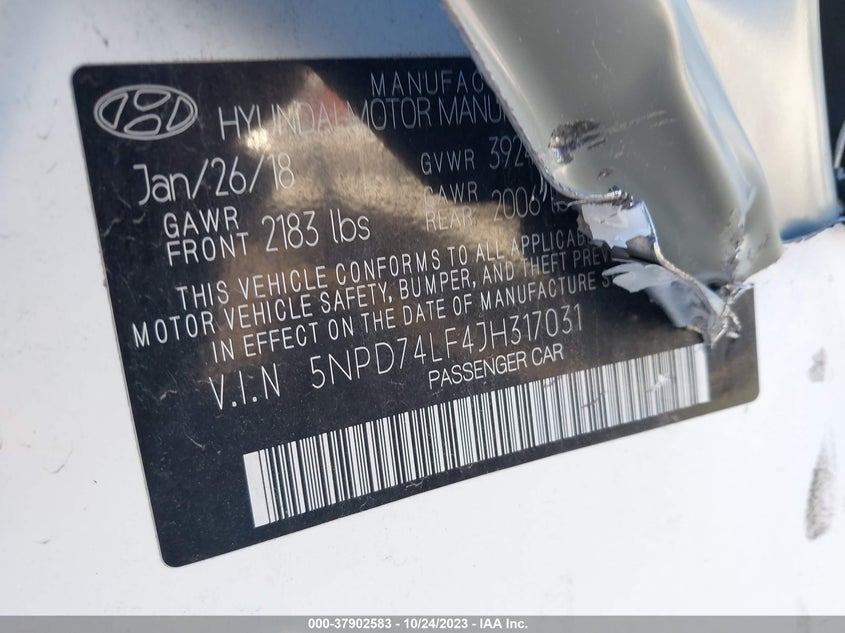 MANUFAC
HYUNDAI MOTOR MANU
Jan/26/18
GVWR 392
GAWR
FRONT 2183 lbs
GAWR
REAR. 2006 lbs
THIS VEHICLE CONFORMS TO ALL APPLICAB
MOTOR VEHICLE SAFETY, BUMPER, AND THEFT PREV
IN EFFECT ON THE DATE OF MANUFACTURE S
V.I.N 5NPD74LF4JH317031
PASSENGER CAR
000-37902583 - 10/24/2023 - IAA Inc.